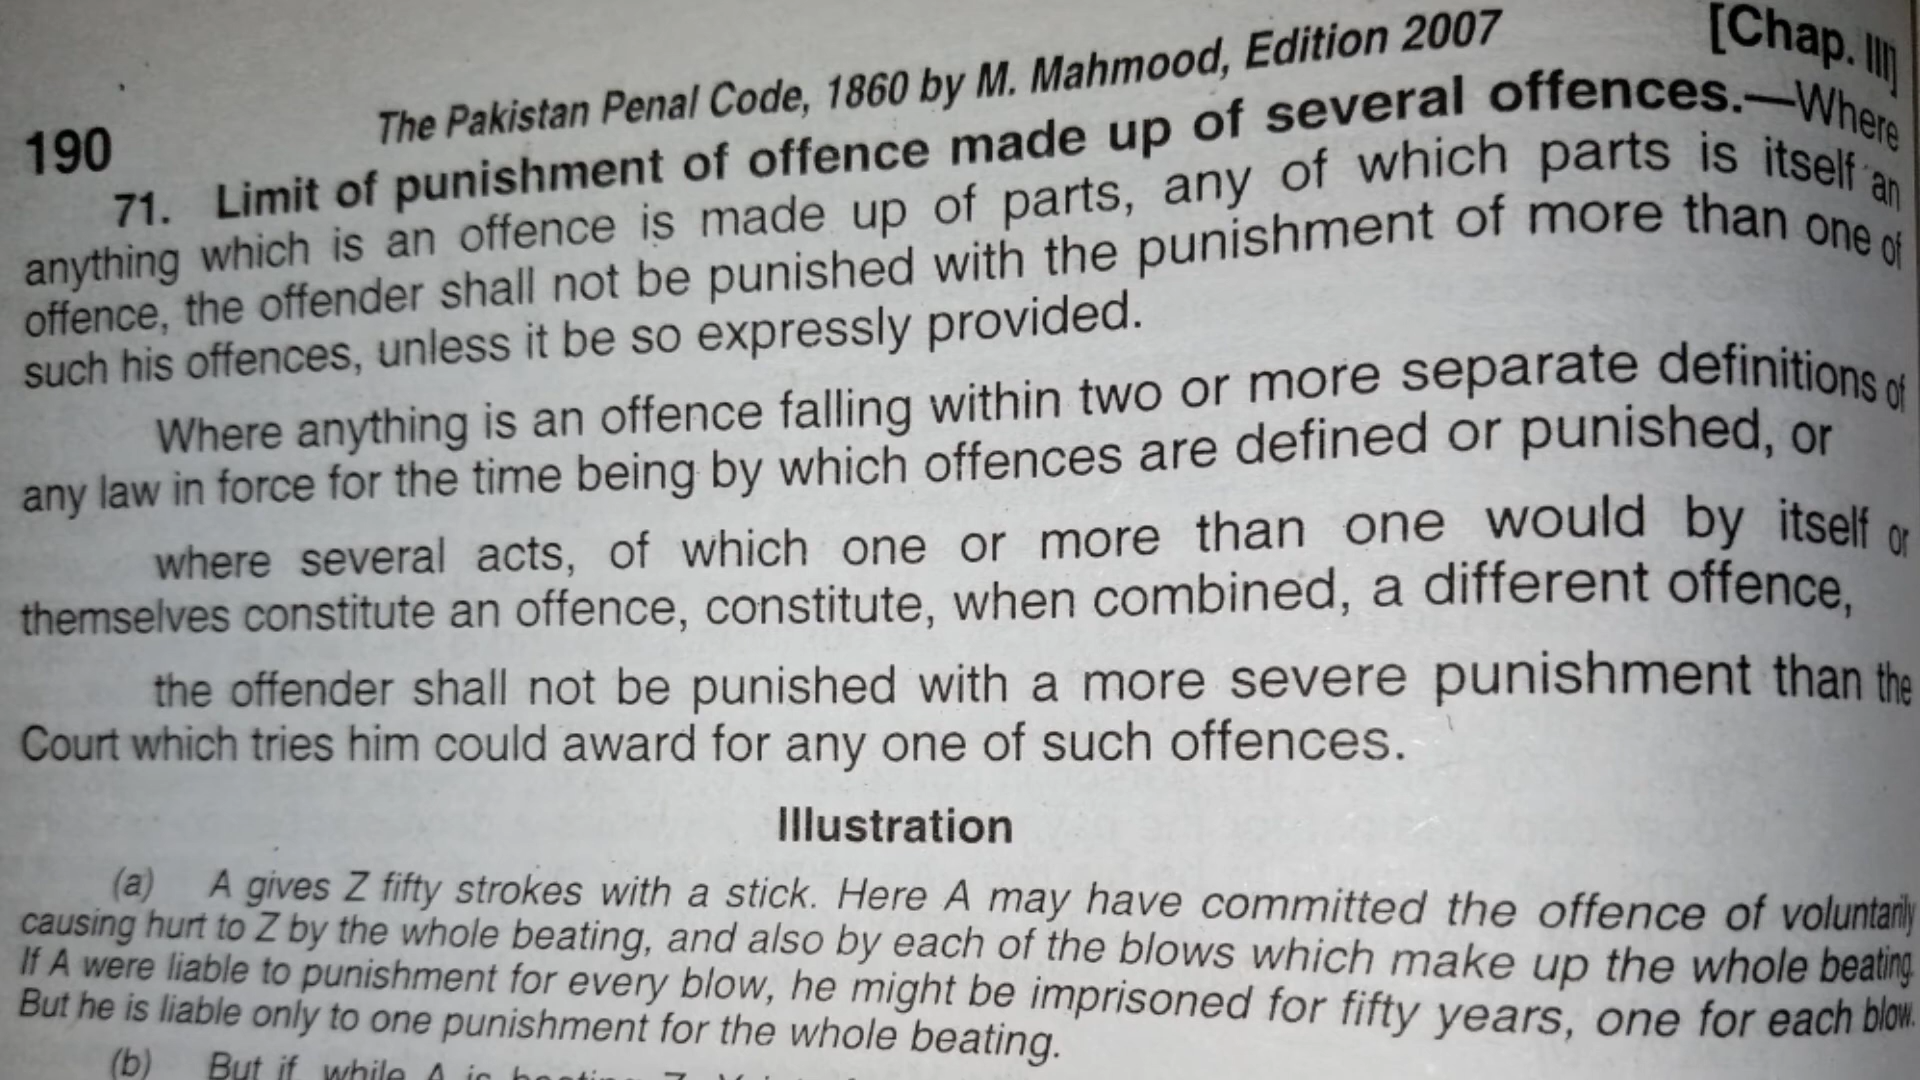 190 The Pakistan Penal Code, 1860 by M. Mahmood, Edition 2007 [Chap. III]
71. Limit of punishment of offence made up of several offences.—Where
anything which is an offence is made up of parts, any of which parts is itself an
offence, the offender shall not be punished with the punishment of more than one of
such his offences, unless it be so expressly provided.
Where anything is an offence falling within two or more separate definitions of
any law in force for the time being by which offences are defined or punished, or
where several acts, of which one or more than one would by itself or
themselves constitute an offence, constitute, when combined, a different offence,
the offender shall not be punished with a more severe punishment than the
Court which tries him could award for any one of such offences.
Illustration
(a) A gives Z fifty strokes with a stick. Here A may have committed the offence of voluntarily
causing hurt to Z by the whole beating, and also by each of the blows which make up the whole beating.
If A were liable to punishment for every blow, he might be imprisoned for fifty years, one for each blow.
But he is liable only to one punishment for the whole beating.
(b) But if while A is beating Z